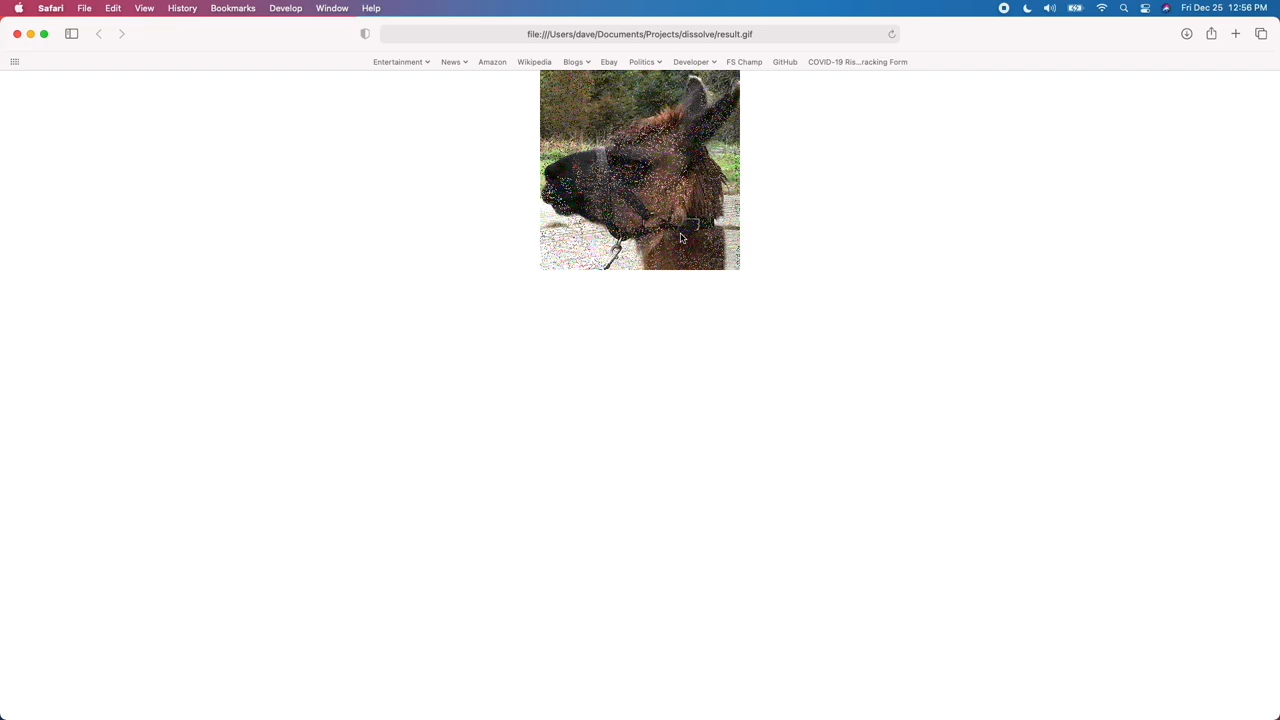 Safari File Edit View History Bookmarks Develop Window Help Fri Dec 25 12:56 PM
file:///Users/dave/Documents/Projects/dissolve/result.gif
Entertainment News Amazon Wikipedia Blogs Ebay Politics Developer FS Champ GitHub COVID-19 Ris...racking Form